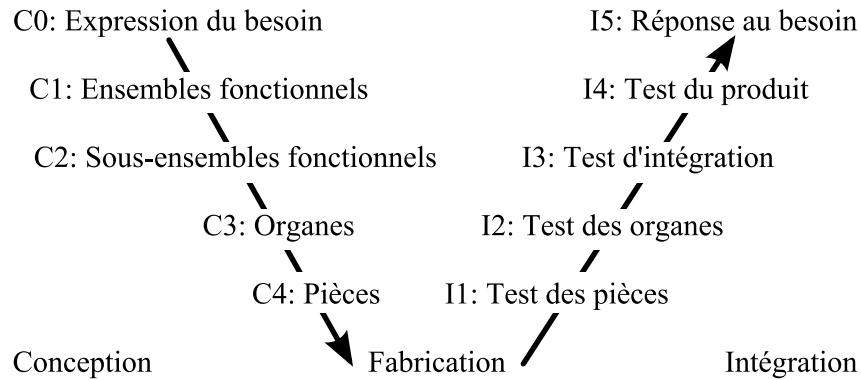 C0: Expression du besoin
I5: Réponse au besoin
C1: Ensembles fonctionnels
I4: Test du produit
C2: Sous-ensembles fonctionnels
I3: Test d'intégration
C3: Organes
I2: Test des organes
C4: Pièces
I1: Test des pièces
Conception
Fabrication
Intégration